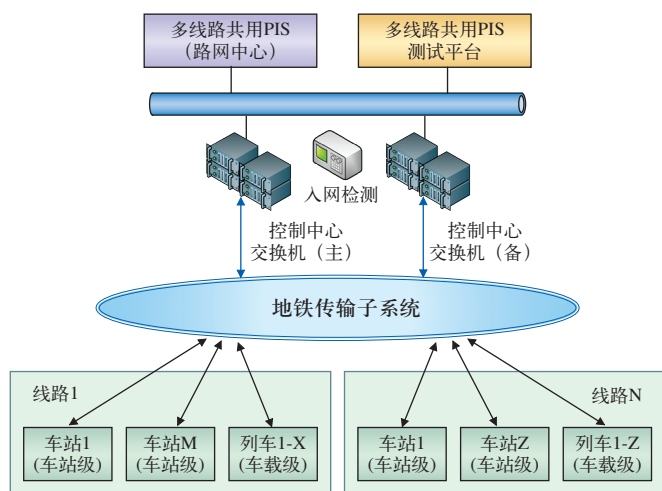 多线路共用PIS
（路网中心）
多线路共用PIS
测试平台
入网检测
控制中心
交换机（主）
控制中心
交换机（备）
地铁传输子系统
线路1
车站1
(车站级)
车站M
(车站级)
列车1-X
(车载级)
线路N
车站1
(车站级)
车站Z
(车站级)
列车1-Z
(车载级)